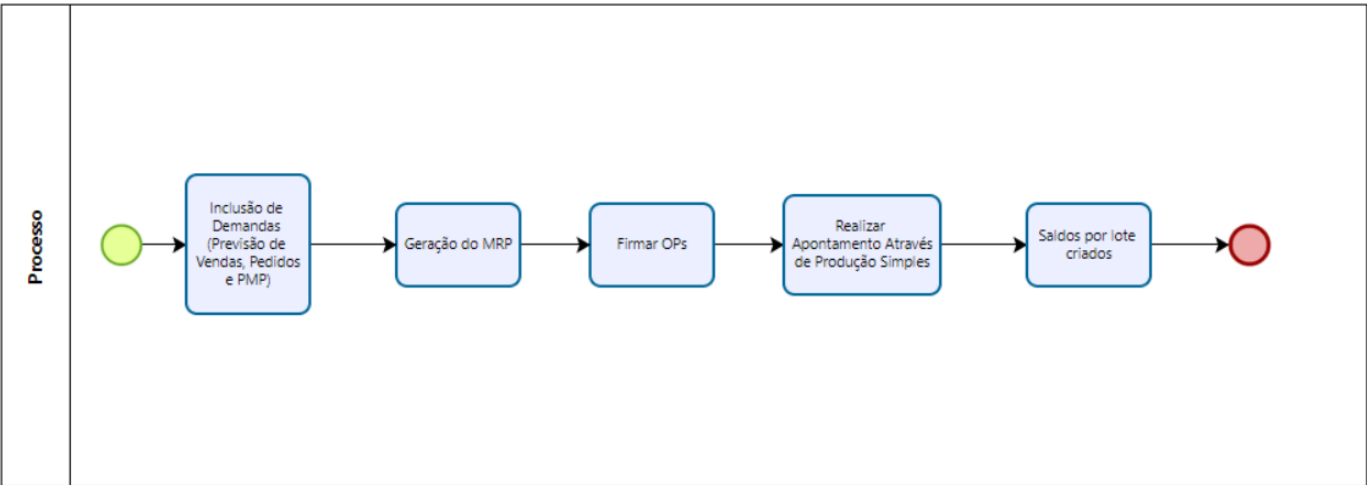 Processo
Inclusão de
Demandas
(Previsão de
Vendas, Pedidos
e PMP)
Geração do MRP
Firmar OPs
Realizar
Apontamento Através
de Produção Simples
Saldos por lote
criados